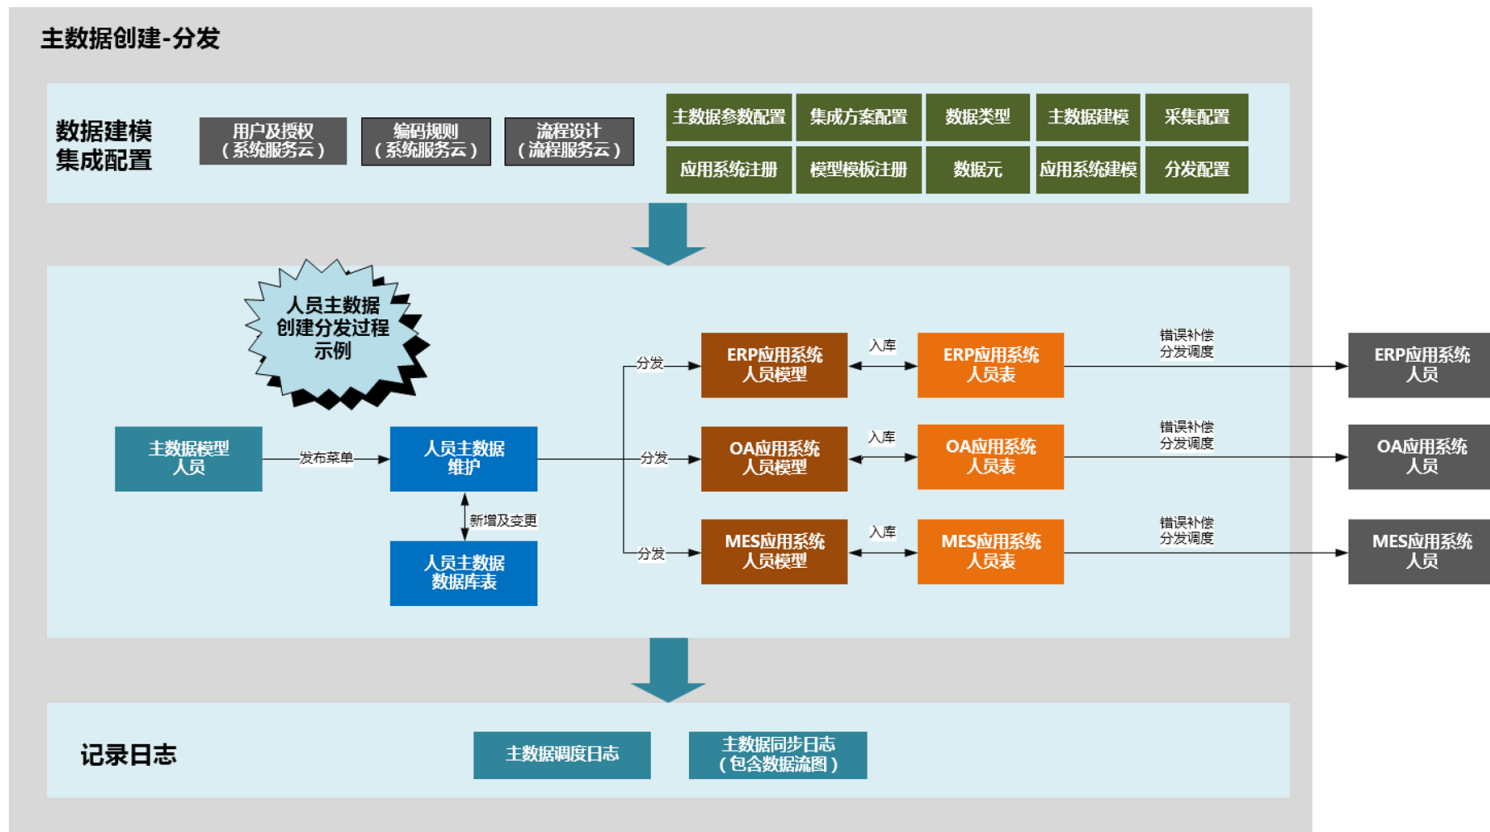 主数据创建-分发
数据建模
集成配置
用户及授权
（系统服务云）
编码规则
（系统服务云）
流程设计
（流程服务云）
主数据参数配置
集成方案配置
数据类型
主数据建模
采集配置
应用系统注册
模型模板注册
数据元
应用系统建模
分发配置
人员主数据
创建分发过程
示例
主数据模型
人员
发布菜单
人员主数据
维护
新增及变更
人员主数据
数据库表
分发
ERP应用系统
人员模型
入库
ERP应用系统
人员表
错误补偿
分发调度
ERP应用系统
人员
分发
OA应用系统
人员模型
入库
OA应用系统
人员表
错误补偿
分发调度
OA应用系统
人员
分发
MES应用系统
人员模型
入库
MES应用系统
人员表
错误补偿
分发调度
MES应用系统
人员
记录日志
主数据调度日志
主数据同步日志
（包含数据流图）